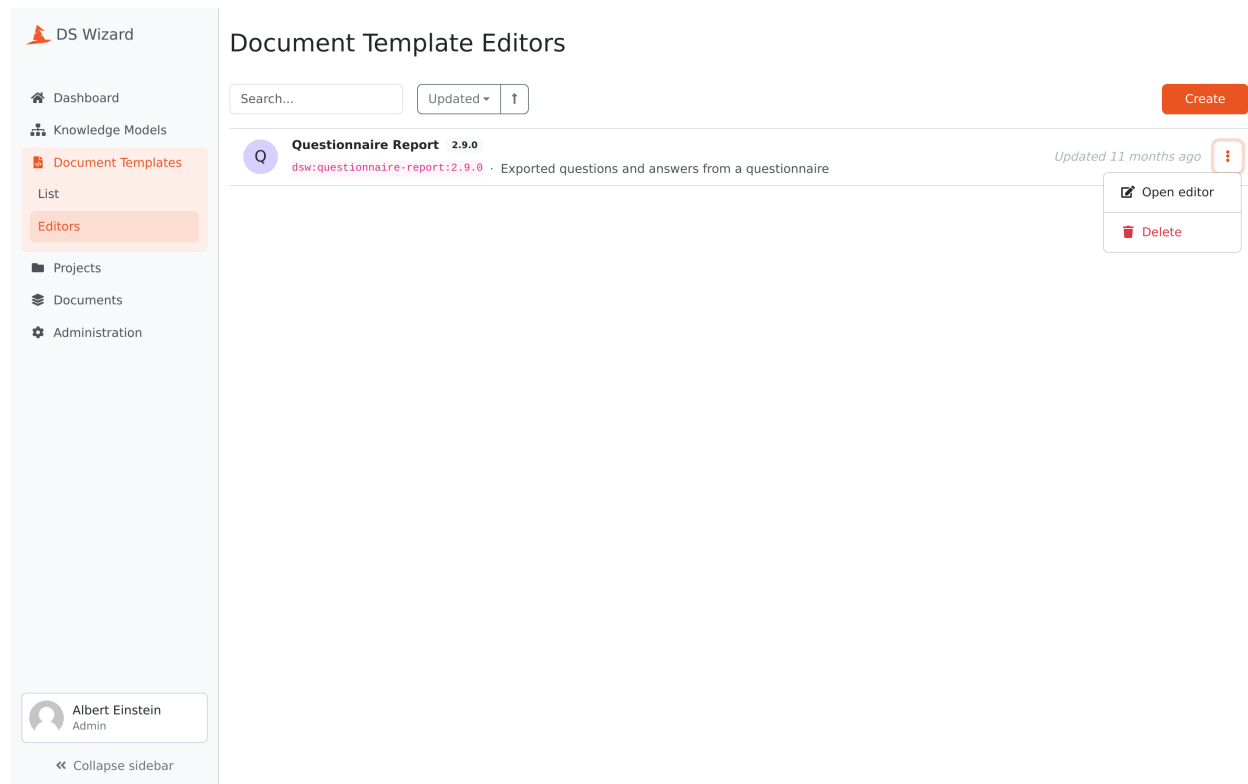 DS Wizard
Dashboard
Knowledge Models
Document Templates
List
Editors
Projects
Documents
Administration
Albert Einstein
Admin
Collapse sidebar
Document Template Editors
Search...
Updated
Create
Q
Questionnaire Report 2.9.0
dsw:questionnaire-report:2.9.0 · Exported questions and answers from a questionnaire
Updated 11 months ago
Open editor
Delete